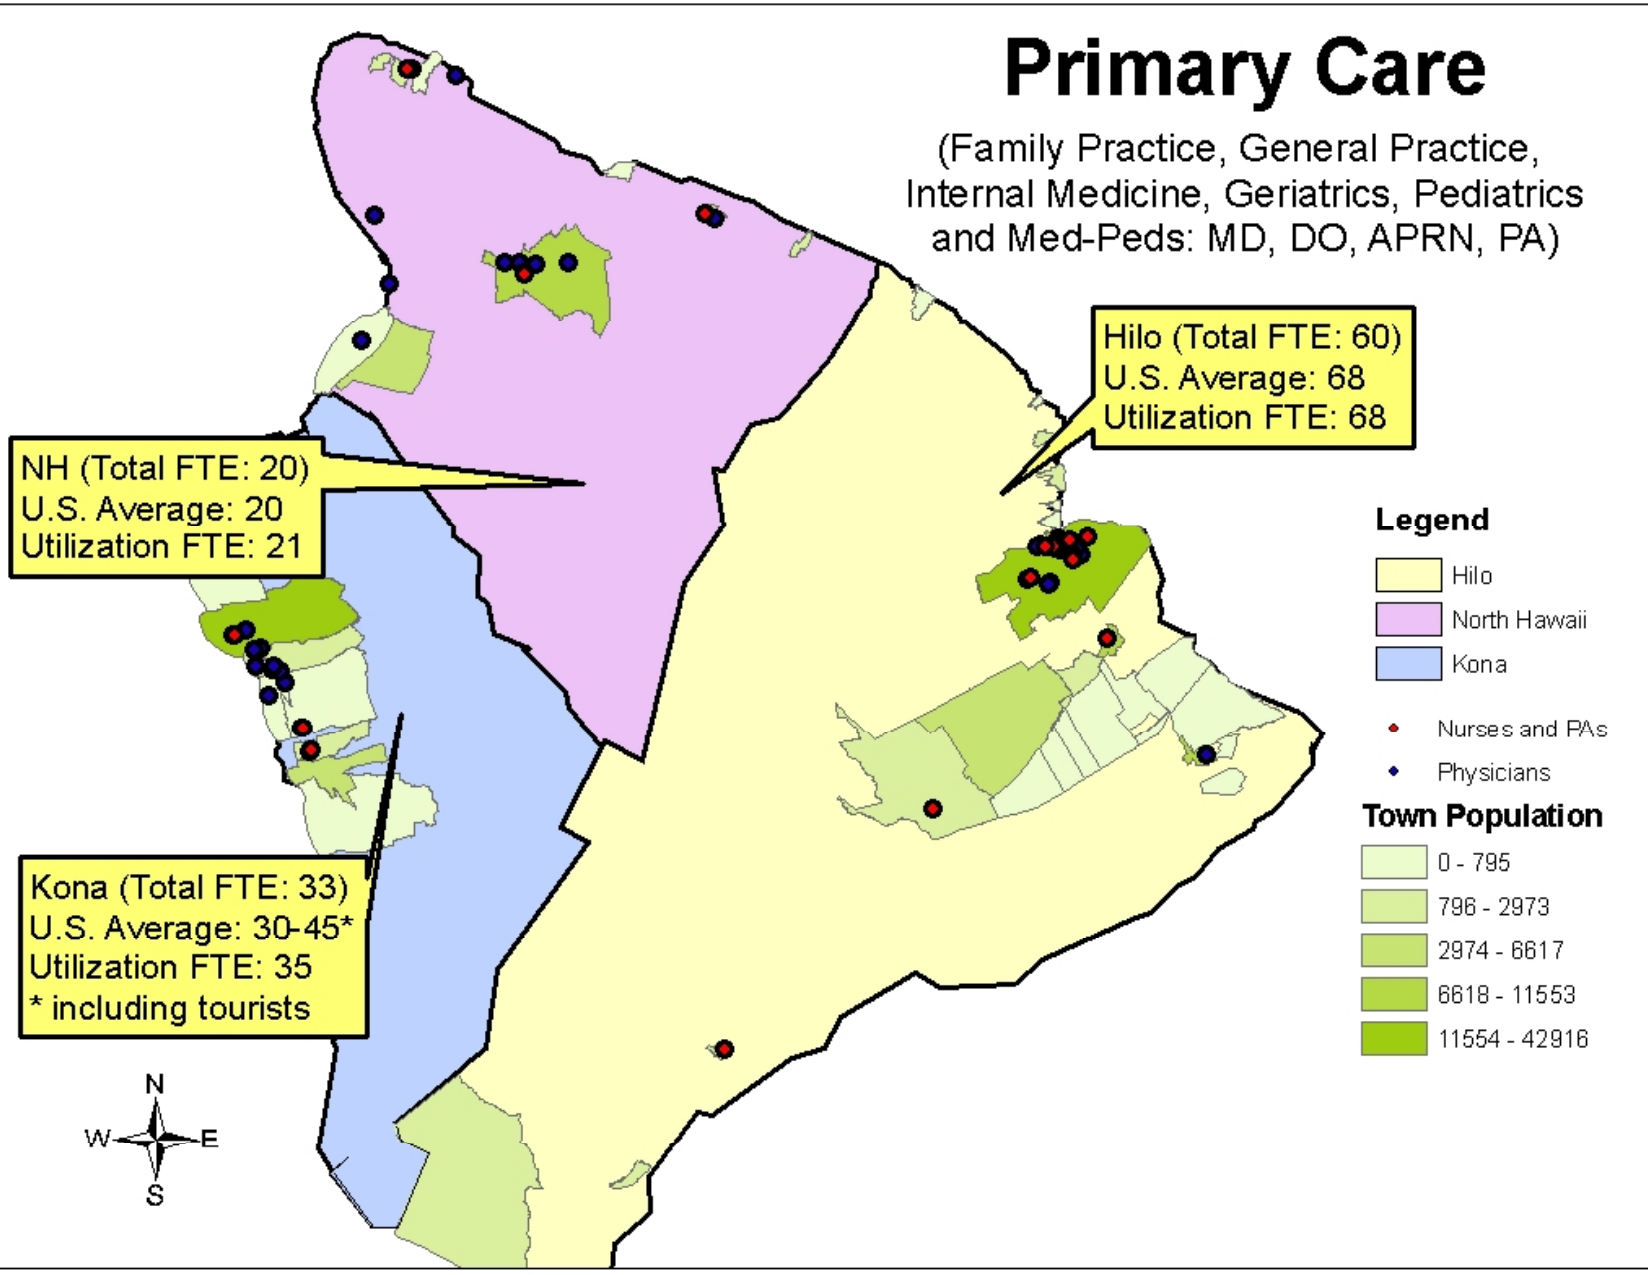 Primary Care
(Family Practice, General Practice,
Internal Medicine, Geriatrics, Pediatrics
and Med-Peds: MD, DO, APRN, PA)
Hilo (Total FTE: 60)
U.S. Average: 68
Utilization FTE: 68
NH (Total FTE: 20)
U.S. Average: 20
Utilization FTE: 21
Legend
Hilo
North Hawaii
Kona
Nurses and PAs
Physicians
Town Population
0 - 795
796 - 2973
2974 - 6617
6618 - 11553
11554 - 42916
Kona (Total FTE: 33)
U.S. Average: 30-45*
Utilization FTE: 35
* including tourists
N
W E
S